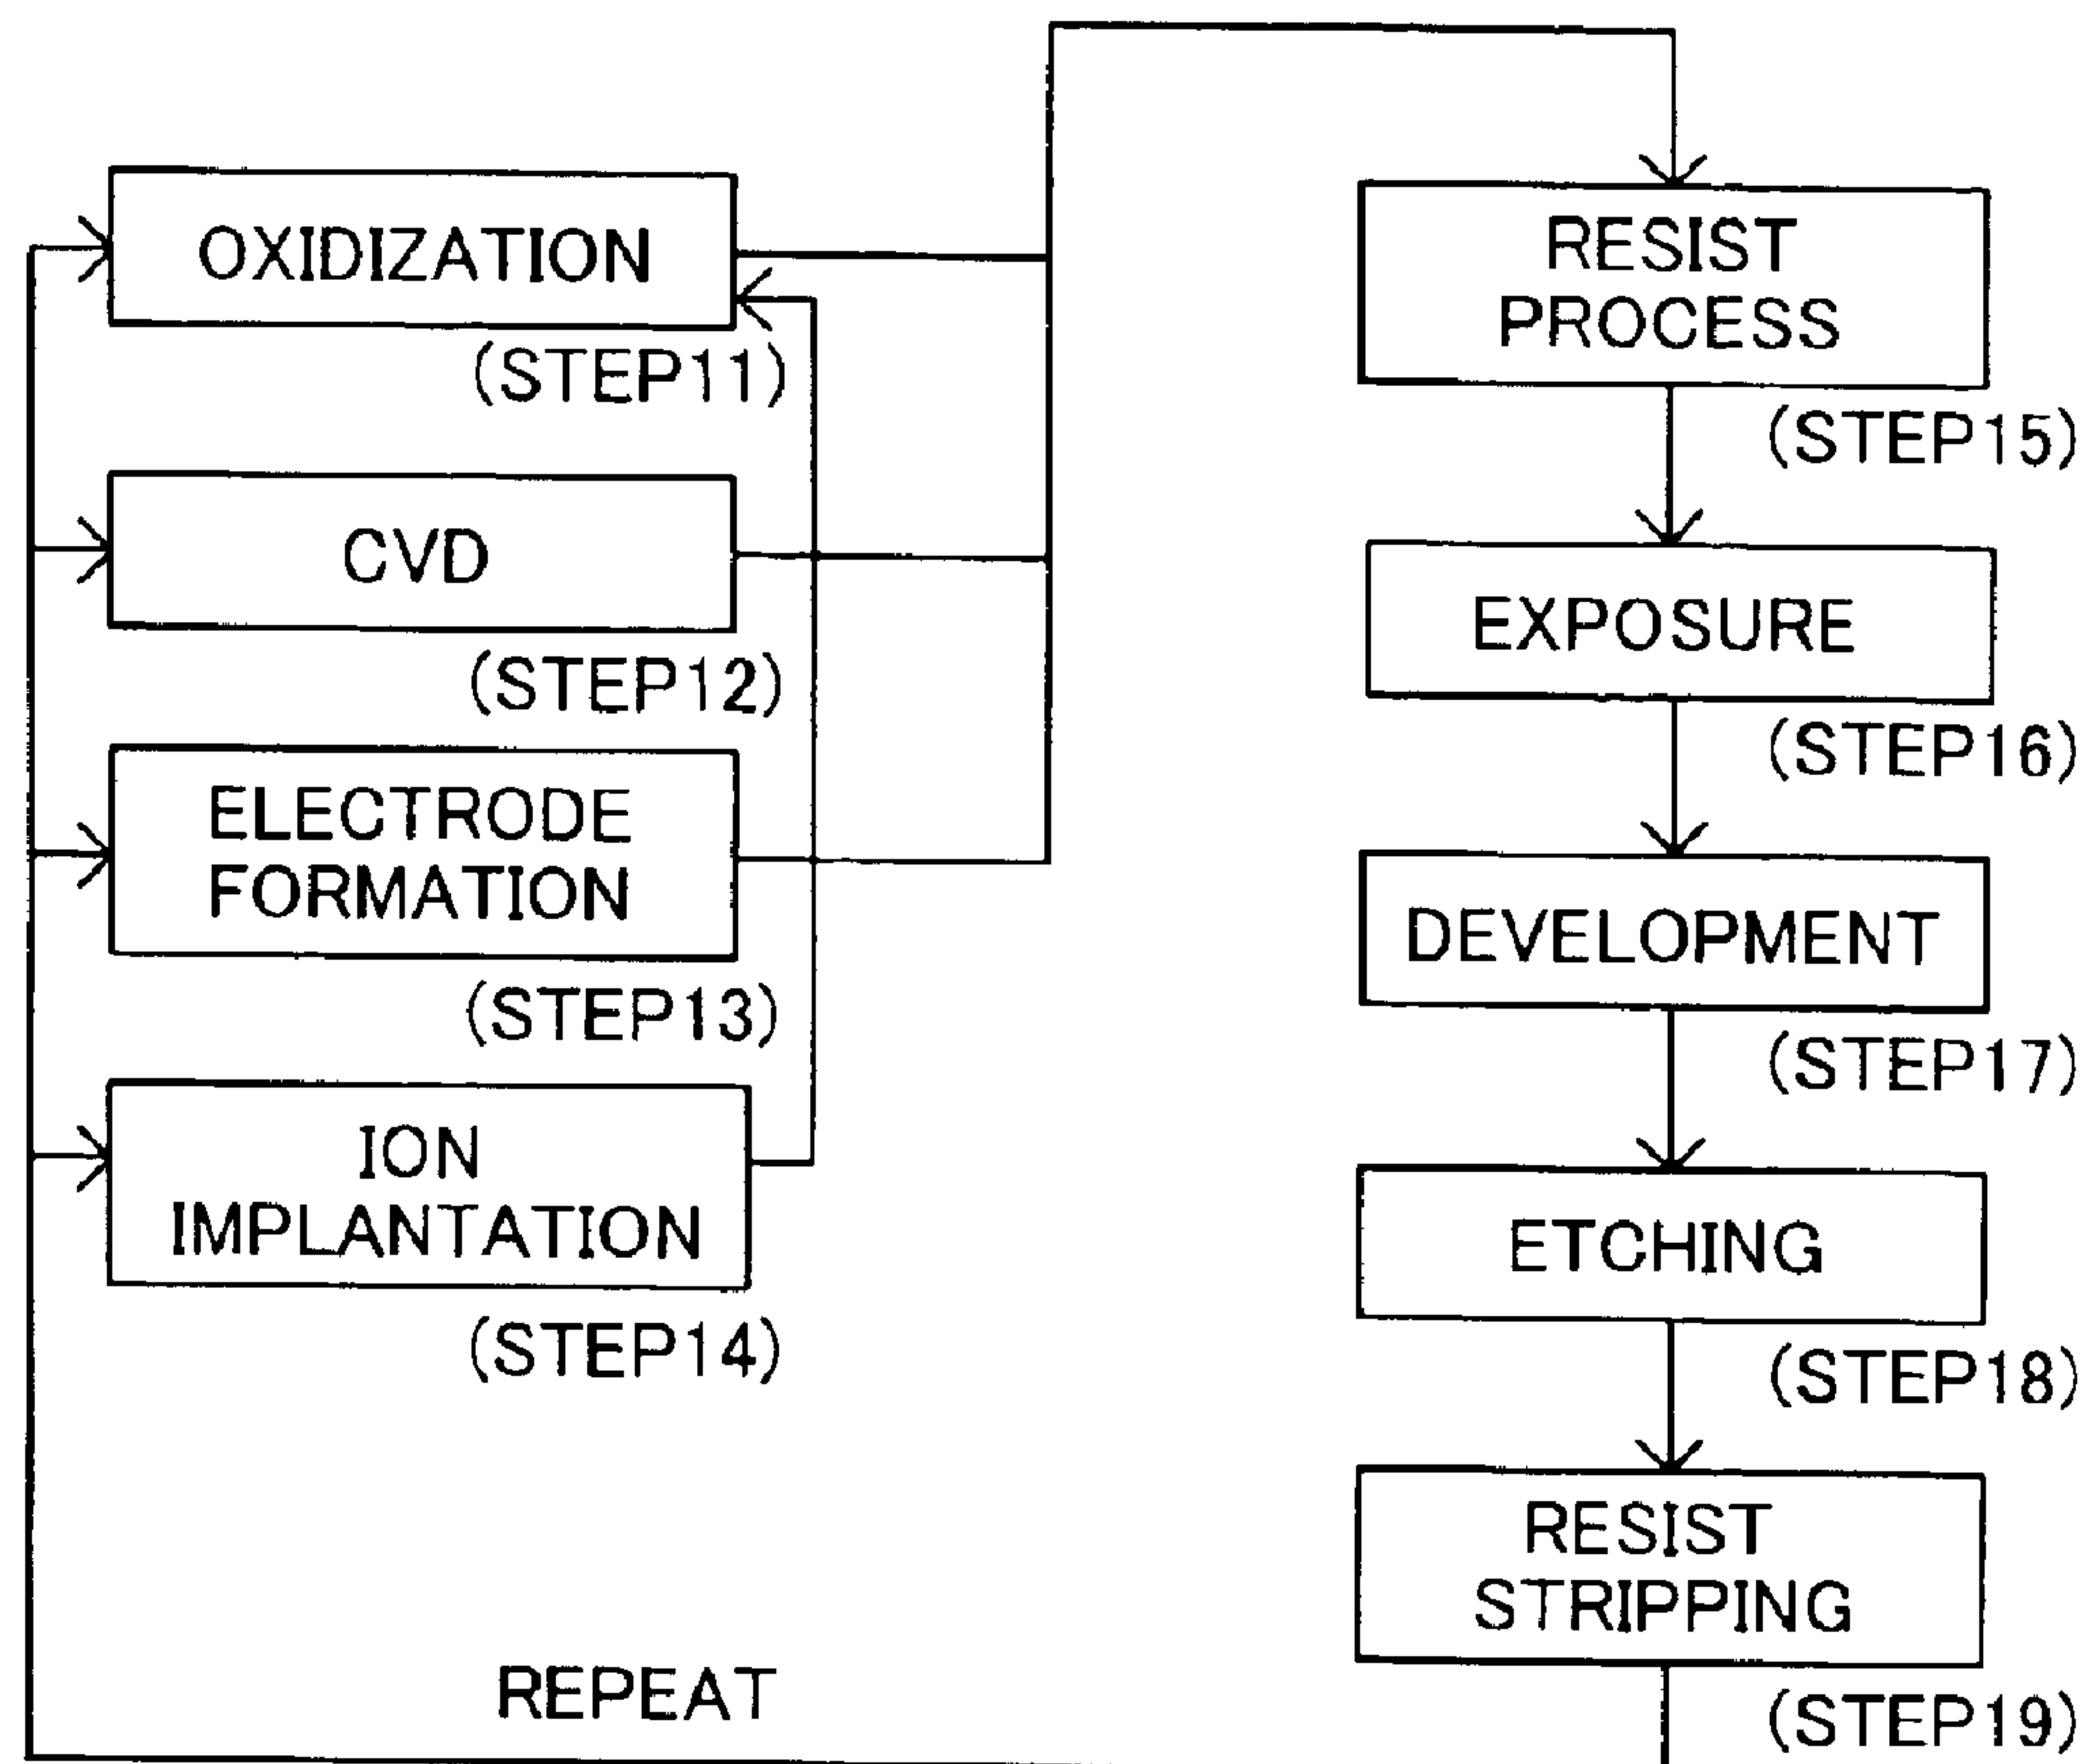 OXIDIZATION
(STEP11)
CVD
(STEP12)
ELECTRODE
FORMATION
(STEP13)
ION
IMPLANTATION
(STEP14)
REPEAT
RESIST
PROCESS
(STEP15)
EXPOSURE
(STEP16)
DEVELOPMENT
(STEP17)
ETCHING
(STEP18)
RESIST
STRIPPING
(STEP19)